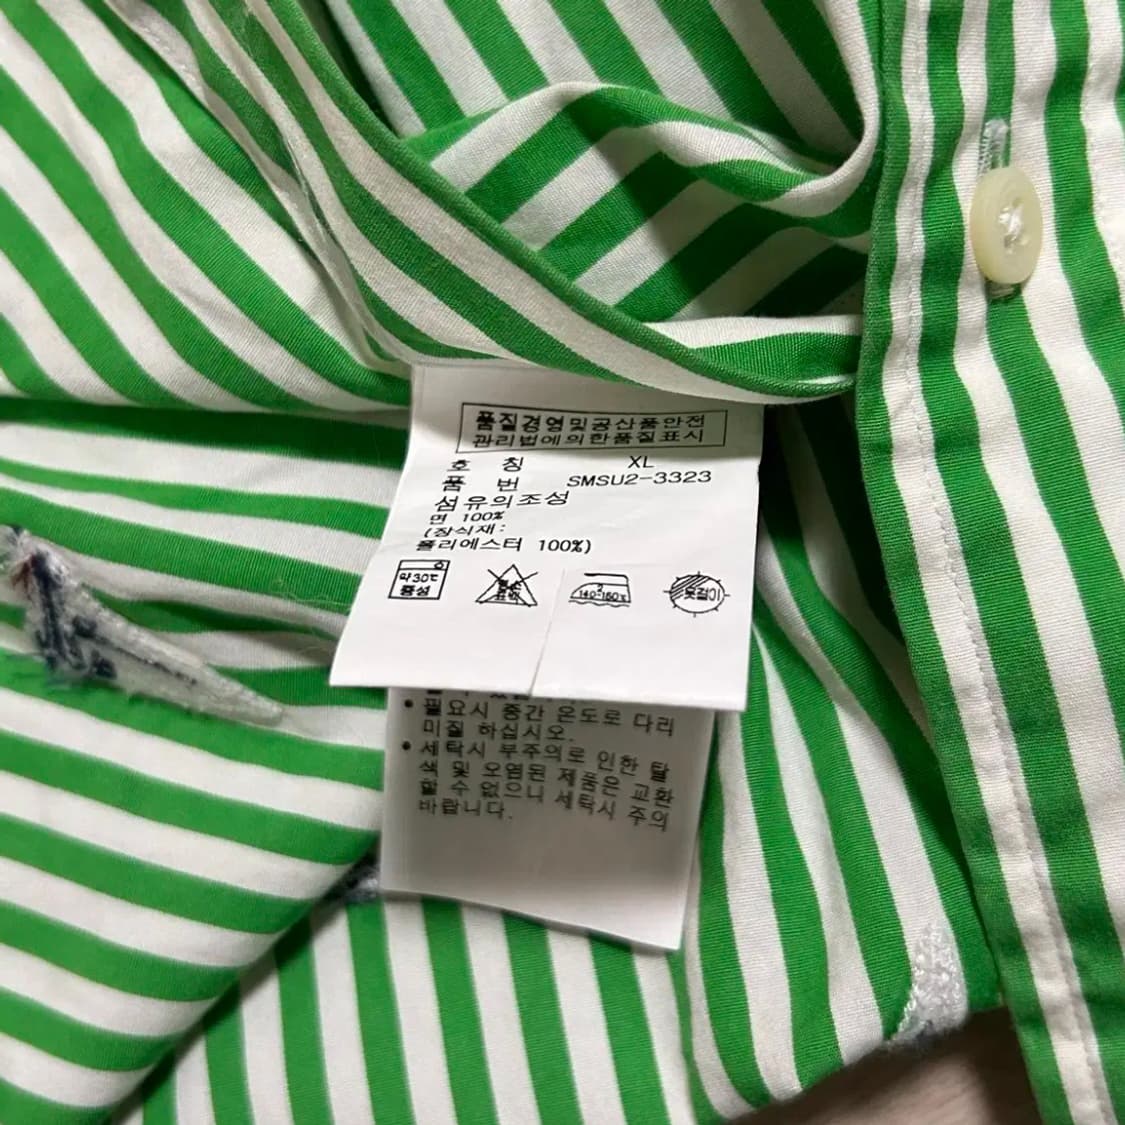 품질경영및공산품안전
관리법에의한품질표시
호 칭 XL
품 번 SMSU2-3323
섬유의조성
면 100%
(장식재:
폴리에스터 100%)
약30℃
중성
140~160℃
옷걸이
• 필요시 중간 온도로 다리
미질 하십시오.
• 세탁시 부주의로 인한 탈
색 및 오염된 제품은 교환
할 수 없으니 세탁시 주의
바랍니다.